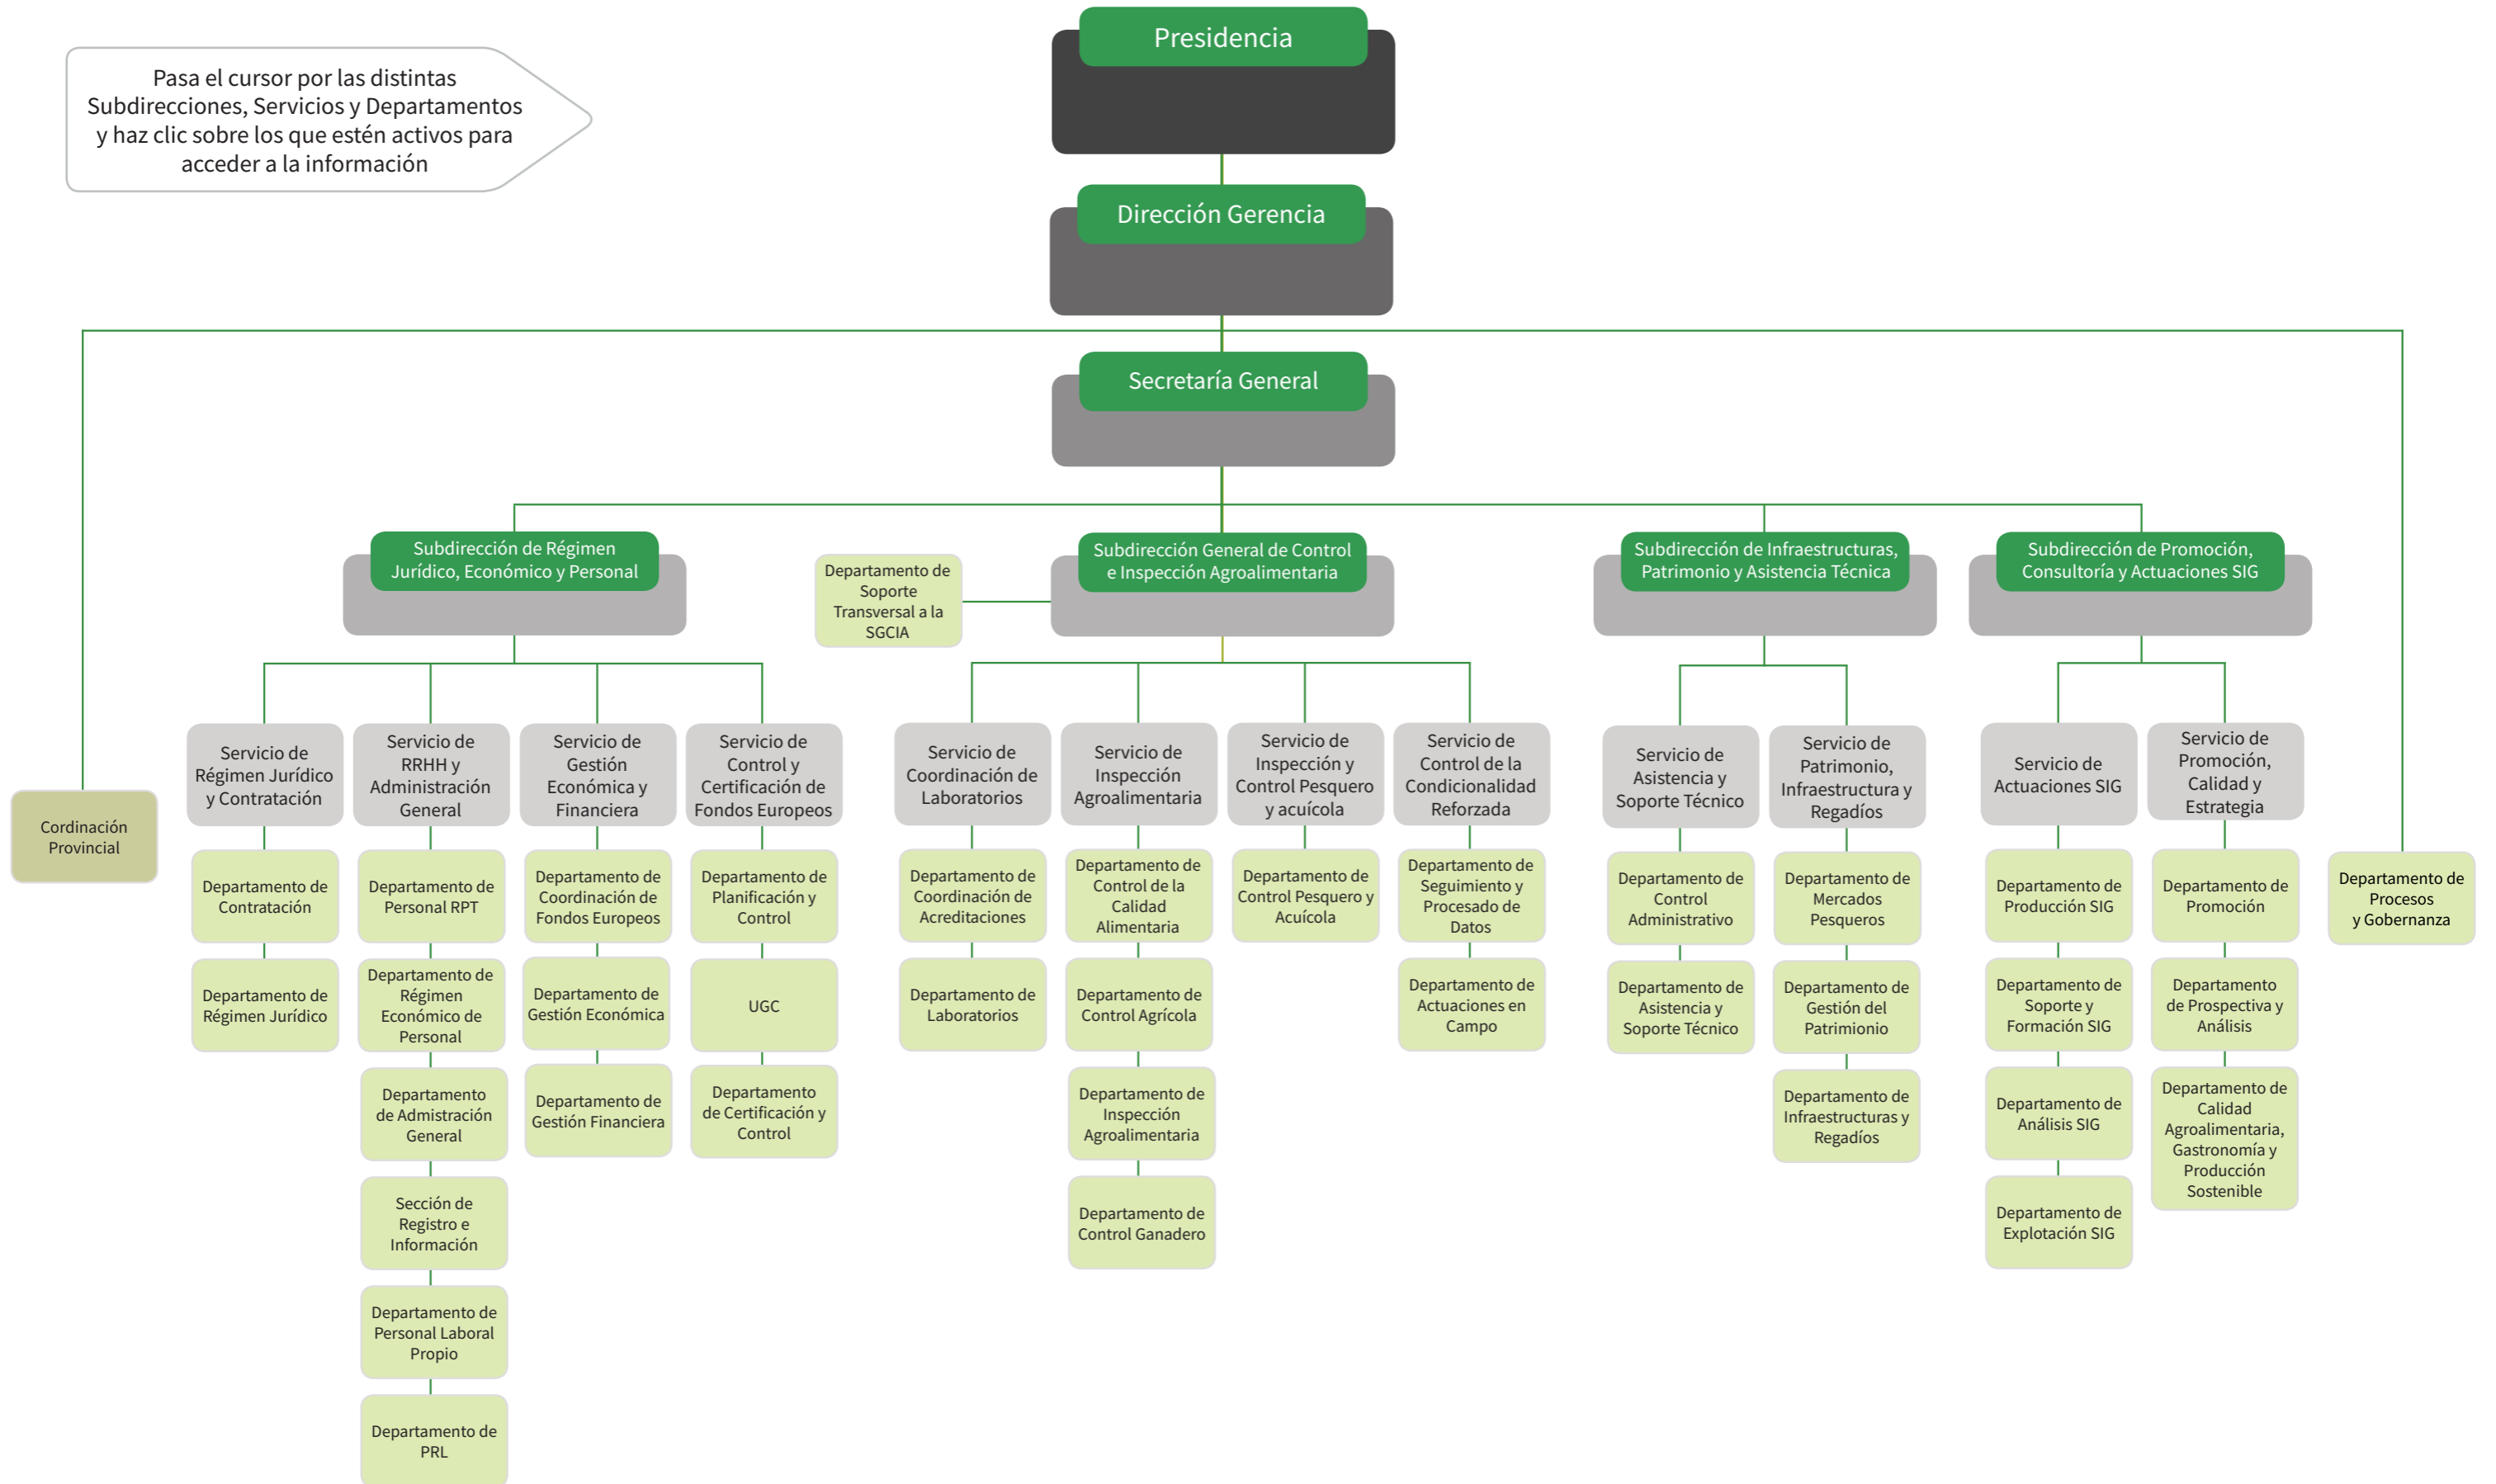 Presidencia
Pasa el cursor por las distintas
Subdirecciones, Servicios y Departamentos
y haz clic sobre los que estén activos para
acceder a la información
Dirección Gerencia
Secretaría General
Subdirección de Régimen
Jurídico, Económico y Personal
Departamento de
Soporte
Transversal a la
SGCIA
Subdirección General de Control
e Inspección Agroalimentaria
Subdirección de Infraestructuras,
Patrimonio y Asistencia Técnica
Subdirección de Promoción,
Consultoría y Actuaciones SIG
Servicio de
Régimen Jurídico
y Contratación
Servicio de
RRHH y
Administración
General
Servicio de
Gestión
Económica y
Financiera
Servicio de
Control y
Certificación de
Fondos Europeos
Servicio de
Coordinación de
Laboratorios
Servicio de
Inspección
Agroalimentaria
Servicio de
Inspección y
Control Pesquero
y acuícola
Servicio de
Control de la
Condicionalidad
Reforzada
Servicio de
Asistencia y
Soporte Técnico
Servicio de
Patrimonio,
Infraestructura y
Regadíos
Servicio de
Actuaciones SIG
Servicio de
Promoción,
Calidad y
Estrategia
Cordinación
Provincial
Departamento de
Contratación
Departamento de
Personal RPT
Departamento de
Coordinación de
Fondos Europeos
Departamento de
Planificación y
Control
Departamento de
Coordinación de
Acreditaciones
Departamento de
Control de la
Calidad
Alimentaria
Departamento de
Control Pesquero y
Acuícola
Departamento de
Seguimiento y
Procesado de
Datos
Departamento de
Control
Administrativo
Departamento de
Mercados
Pesqueros
Departamento de
Producción SIG
Departamento de
Promoción
Departamento de
Procesos
y Gobernanza
Departamento de
Régimen Jurídico
Departamento de
Régimen
Económico de
Personal
Departamento de
Gestión Económica
UGC
Departamento de
Laboratorios
Departamento de
Control Agrícola
Departamento de
Actuaciones en
Campo
Departamento de
Asistencia y
Soporte Técnico
Departamento de
Gestión del
Patrimionio
Departamento de
Soporte y
Formación SIG
Departamento
de Prospectiva y
Análisis
Departamento
de Admistración
General
Departamento de
Gestión Financiera
Departamento
de Certificación y
Control
Departamento de
Inspección
Agroalimentaria
Departamento de
Infraestructuras y
Regadíos
Departamento de
Análisis SIG
Departamento de
Calidad
Agroalimentaria,
Gastronomía y
Producción
Sostenible
Sección de
Registro e
Información
Departamento de
Control Ganadero
Departamento de
Explotación SIG
Departamento de
Personal Laboral
Propio
Departamento de
PRL